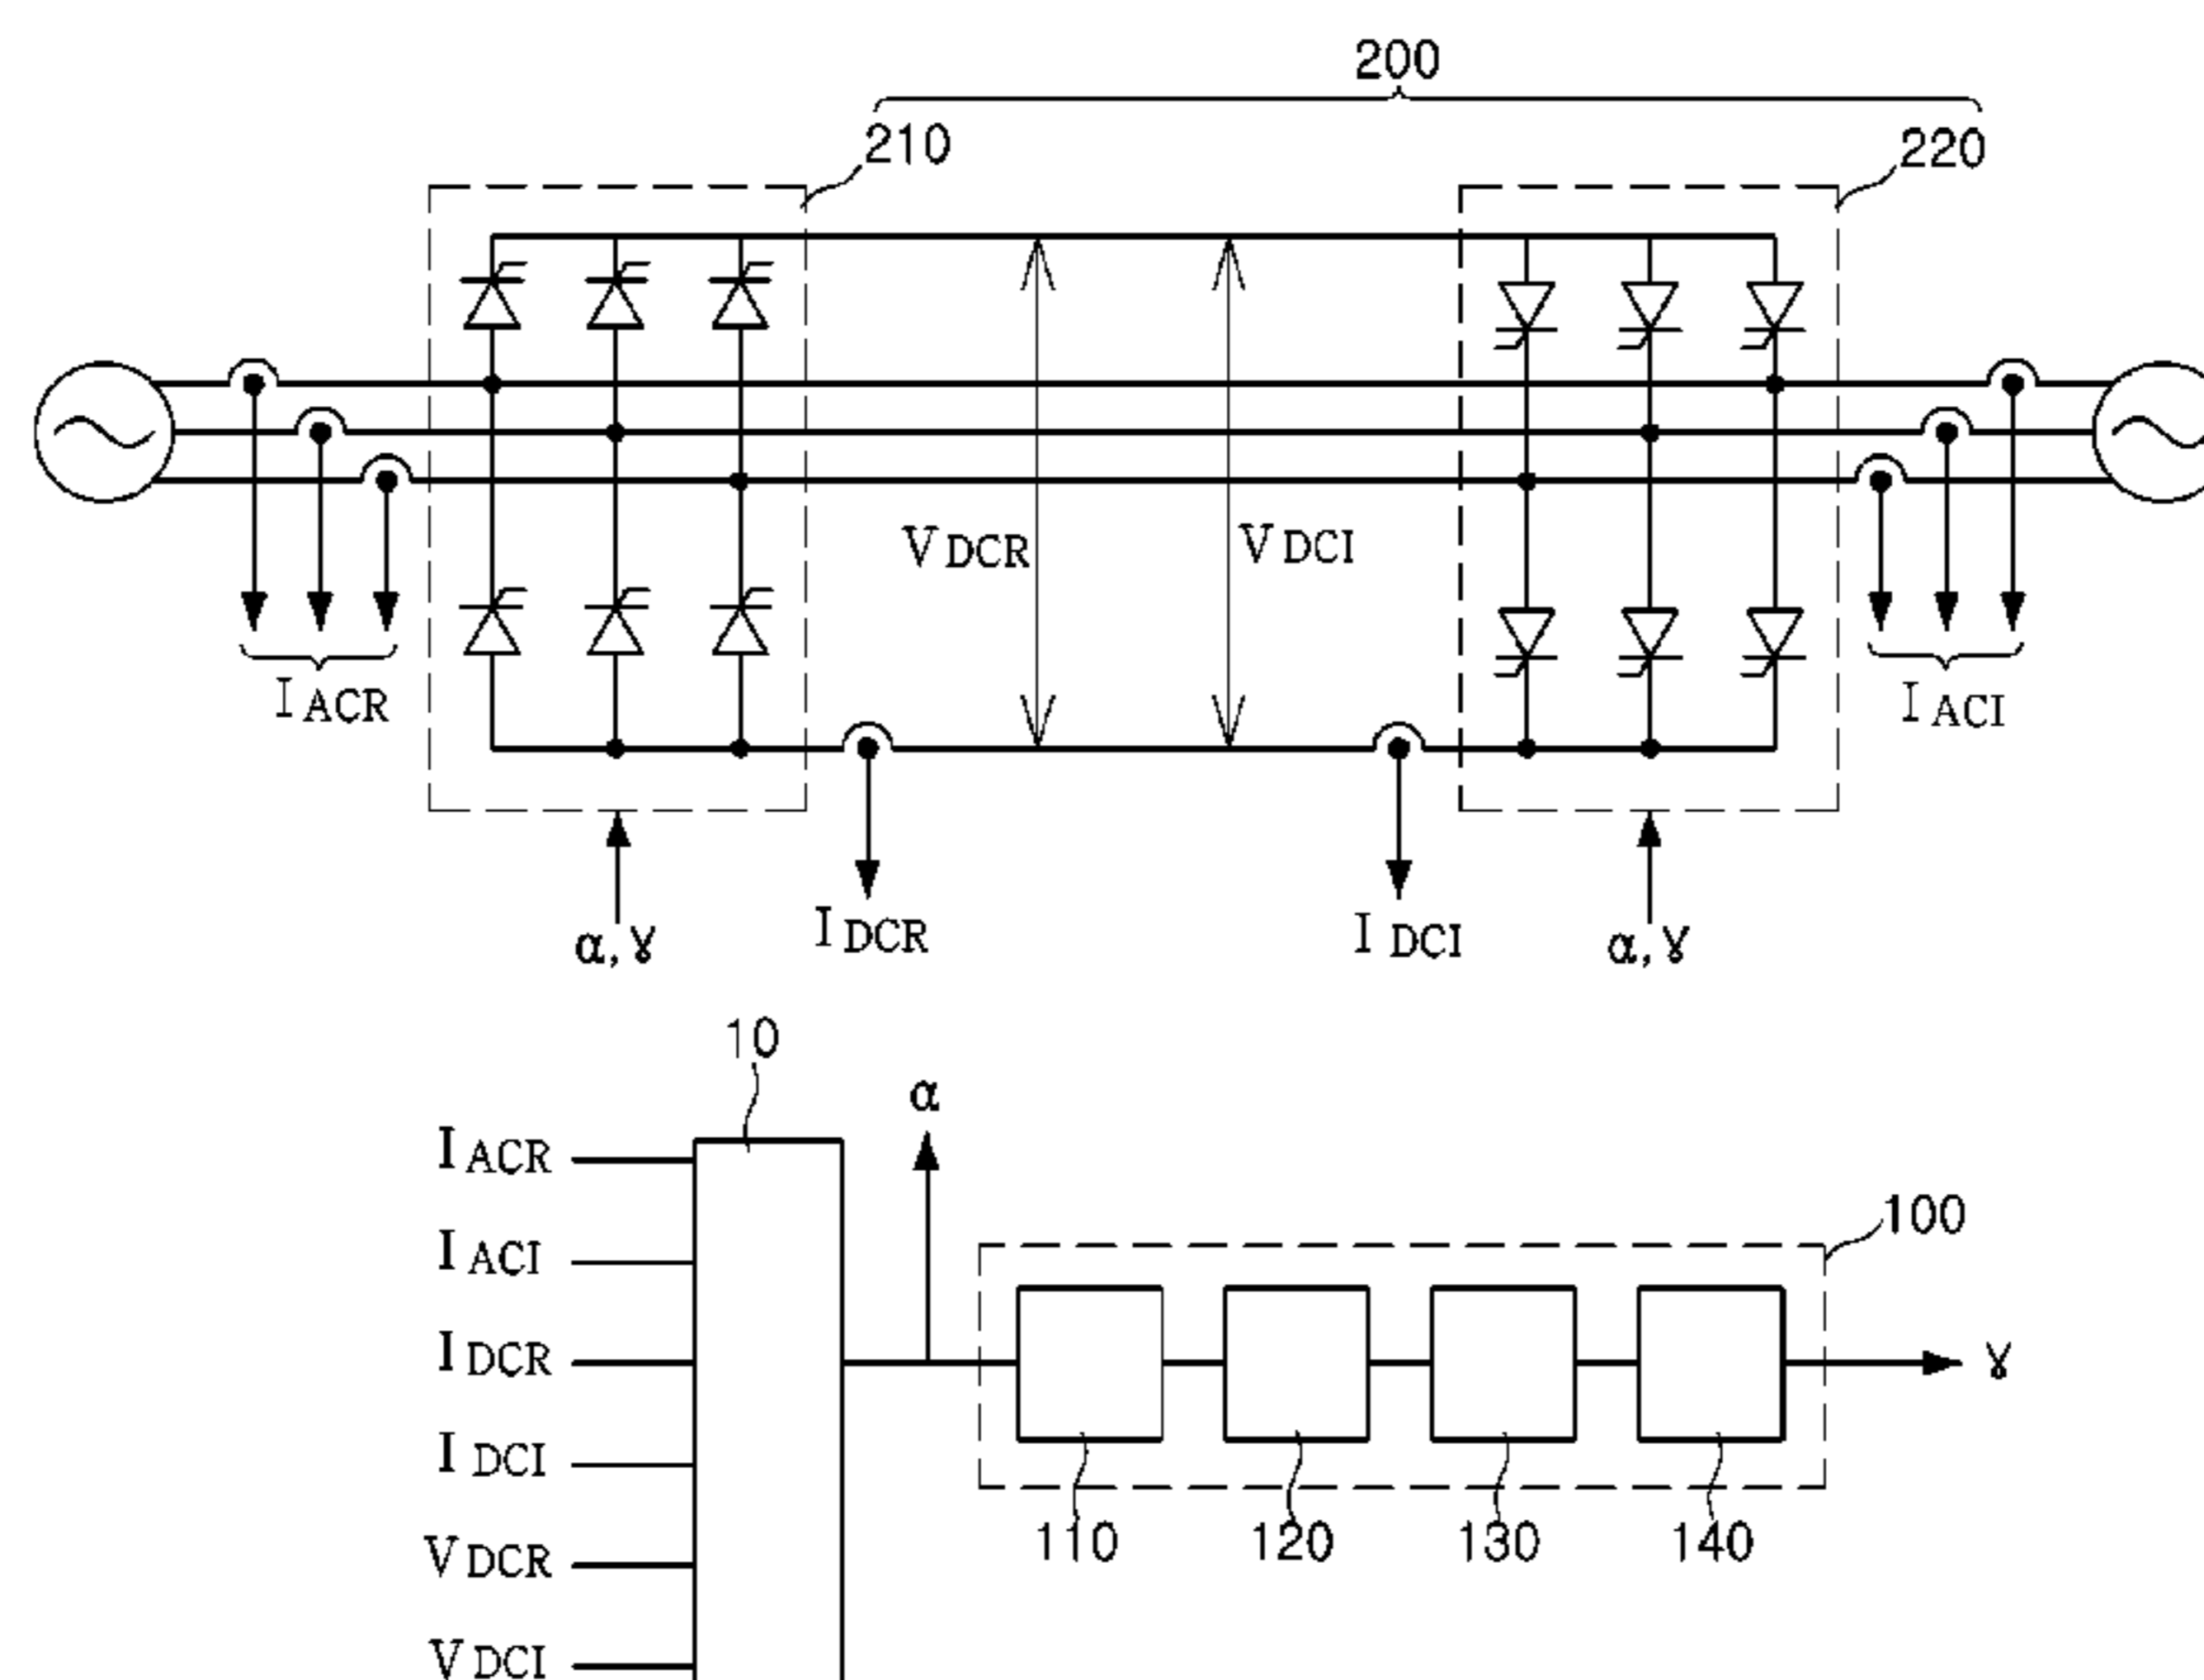 200
210
220
V DCR
V DCI
I ACR
I ACI
I DCR
I DCI
α, γ
α, γ
10
α
I ACR
I ACI
I DCR
I DCI
V DCR
V DCI
100
γ
110
120
130
140